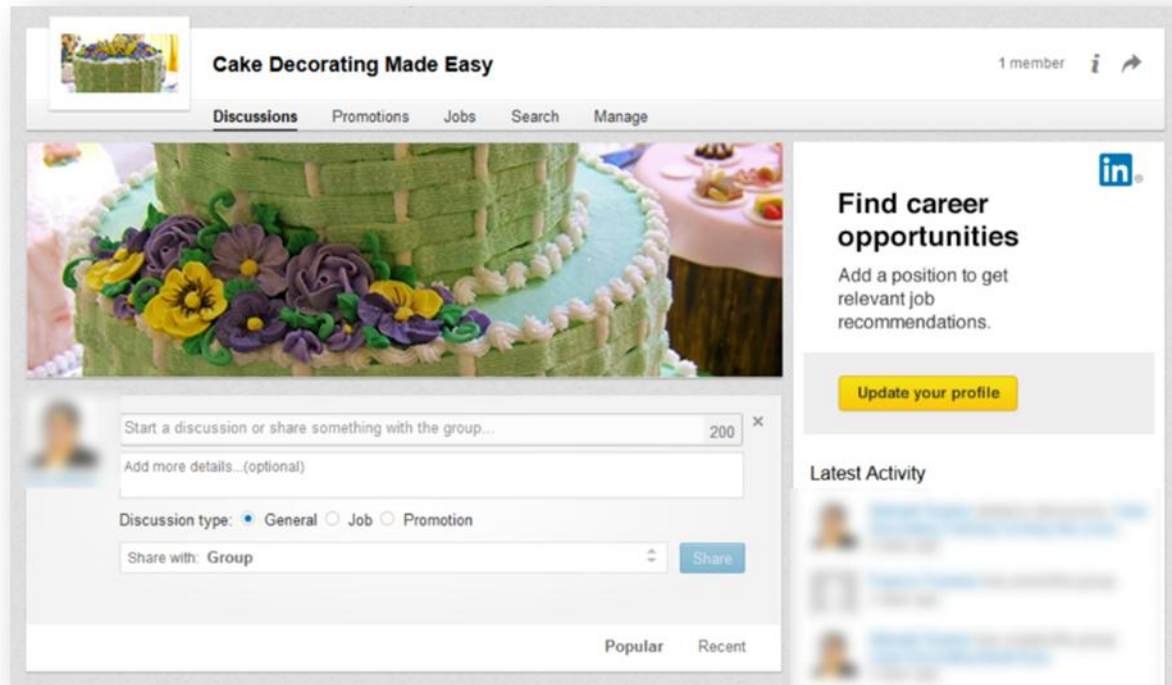 Cake Decorating Made Easy
1 member i
Discussions Promotions Jobs Search Manage
in
Find career
opportunities
Add a position to get
relevant job
recommendations.
Update your profile
Start a discussion or share something with the group... 200 ×
Add more details...(optional)
Discussion type: General Job Promotion
Share with: Group
Share
Popular Recent
Latest Activity